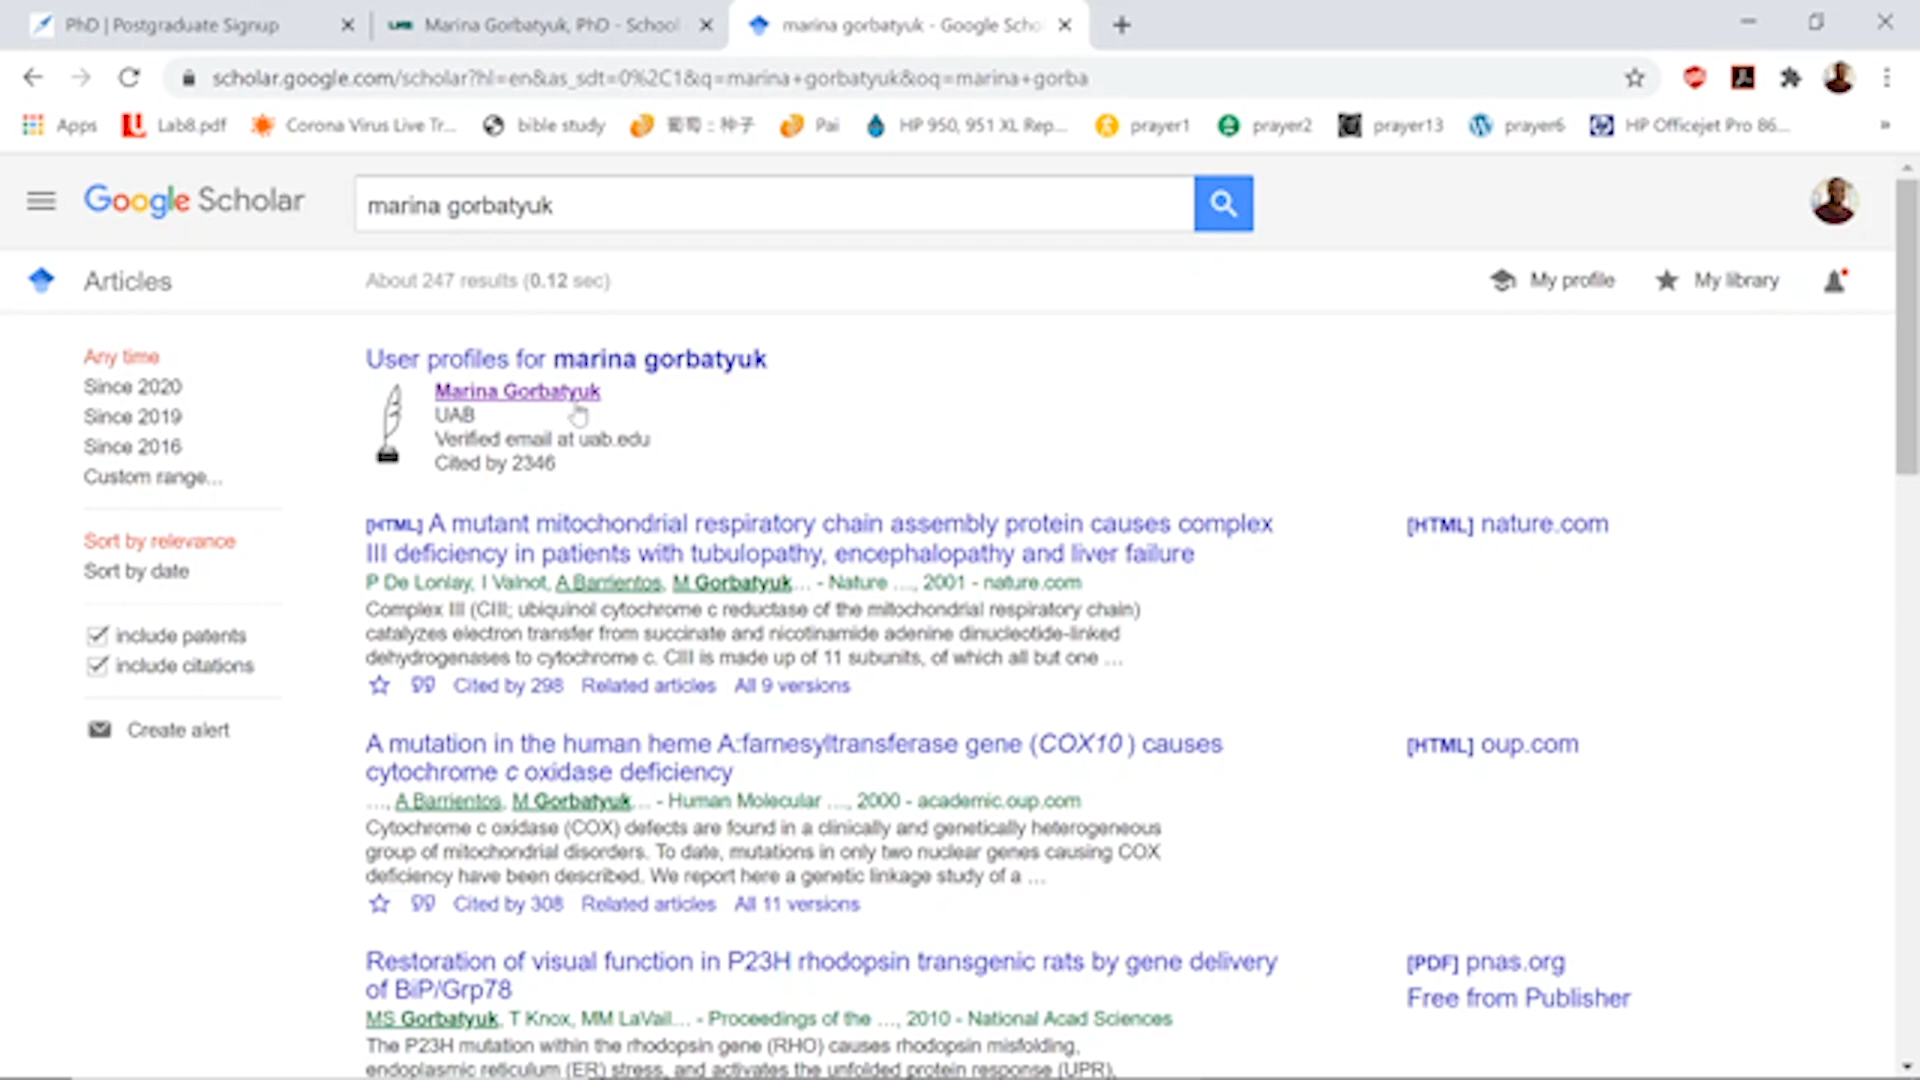 PhD | Postgraduate Signup
Marina Gorbatyuk, PhD - School
marina gorbatyuk - Google Scho
scholar.google.com/scholar?hl=en&as_sdt=0%2C1&q=marina+gorbatyuk&oq=marina+gorba
Apps
Lab8.pdf
Corona Virus Live Tr...
bible study
葡萄：种子
Pai
HP 950, 951 XL Rep...
prayer1
prayer2
prayer13
prayer6
HP Officejet Pro 86...
»
Google Scholar
marina gorbatyuk
Articles
About 247 results (0.12 sec)
My profile
My library
Any time
Since 2020
Since 2019
Since 2016
Custom range...
Sort by relevance
Sort by date
include patents
include citations
Create alert
User profiles for marina gorbatyuk
Marina Gorbatyuk
UAB
Verified email at uab.edu
Cited by 2346
[HTML] A mutant mitochondrial respiratory chain assembly protein causes complex
III deficiency in patients with tubulopathy, encephalopathy and liver failure
P De Lonlay, I Valnot, A Barrientos, M Gorbatyuk... - Nature ..., 2001 - nature.com
Complex III (CIII; ubiquinol cytochrome c reductase of the mitochondrial respiratory chain)
catalyzes electron transfer from succinate and nicotinamide adenine dinucleotide-linked
dehydrogenases to cytochrome c. CIII is made up of 11 subunits, of which all but one ...
Cited by 298 Related articles All 9 versions
[HTML] nature.com
A mutation in the human heme A:farnesyltransferase gene (COX10 ) causes
cytochrome c oxidase deficiency
..., A Barrientos, M Gorbatyuk... - Human Molecular ..., 2000 - academic.oup.com
Cytochrome c oxidase (COX) defects are found in a clinically and genetically heterogeneous
group of mitochondrial disorders. To date, mutations in only two nuclear genes causing COX
deficiency have been described. We report here a genetic linkage study of a ...
Cited by 308 Related articles All 11 versions
[HTML] oup.com
Restoration of visual function in P23H rhodopsin transgenic rats by gene delivery
of BiP/Grp78
MS Gorbatyuk, T Knox, MM LaVail... - Proceedings of the ..., 2010 - National Acad Sciences
The P23H mutation within the rhodopsin gene (RHO) causes rhodopsin misfolding,
endoplasmic reticulum (ER) stress, and activates the unfolded protein response (UPR),
[PDF] pnas.org
Free from Publisher